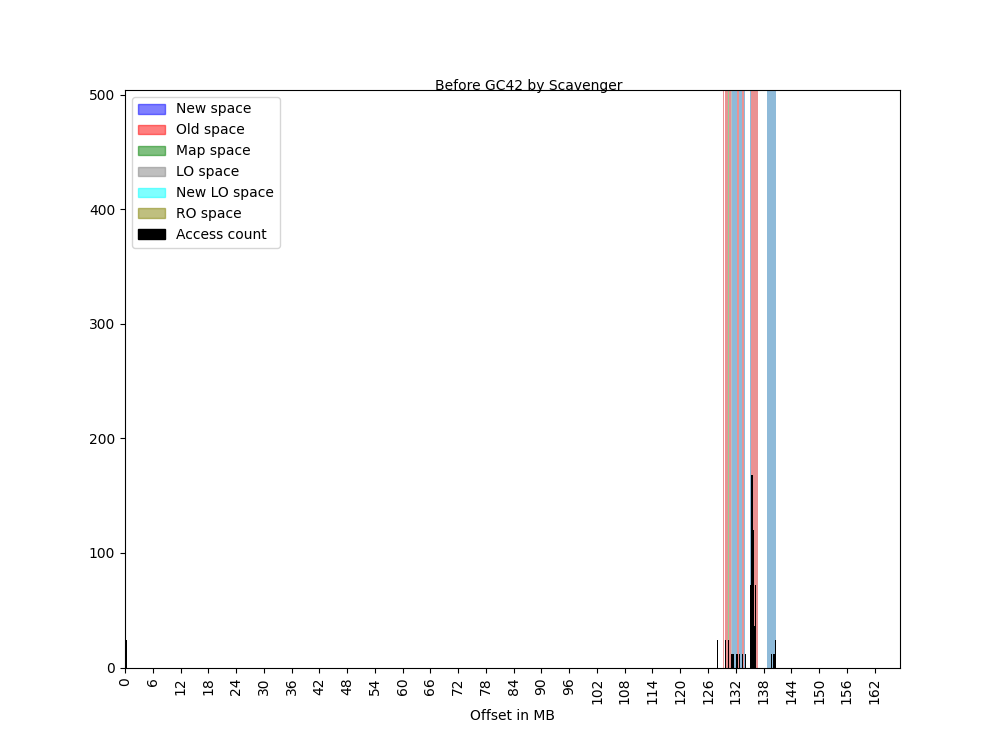 Before GC42 by Scavenger
500
400
300
200
100
0
New space
Old space
Map space
LO space
New LO space
RO space
Access count
0 6 12 18 24 30 36 42 48 54 60 66 72 78 84 90 96 102 108 114 120 126 132 138 144 150 156 162
Offset in MB